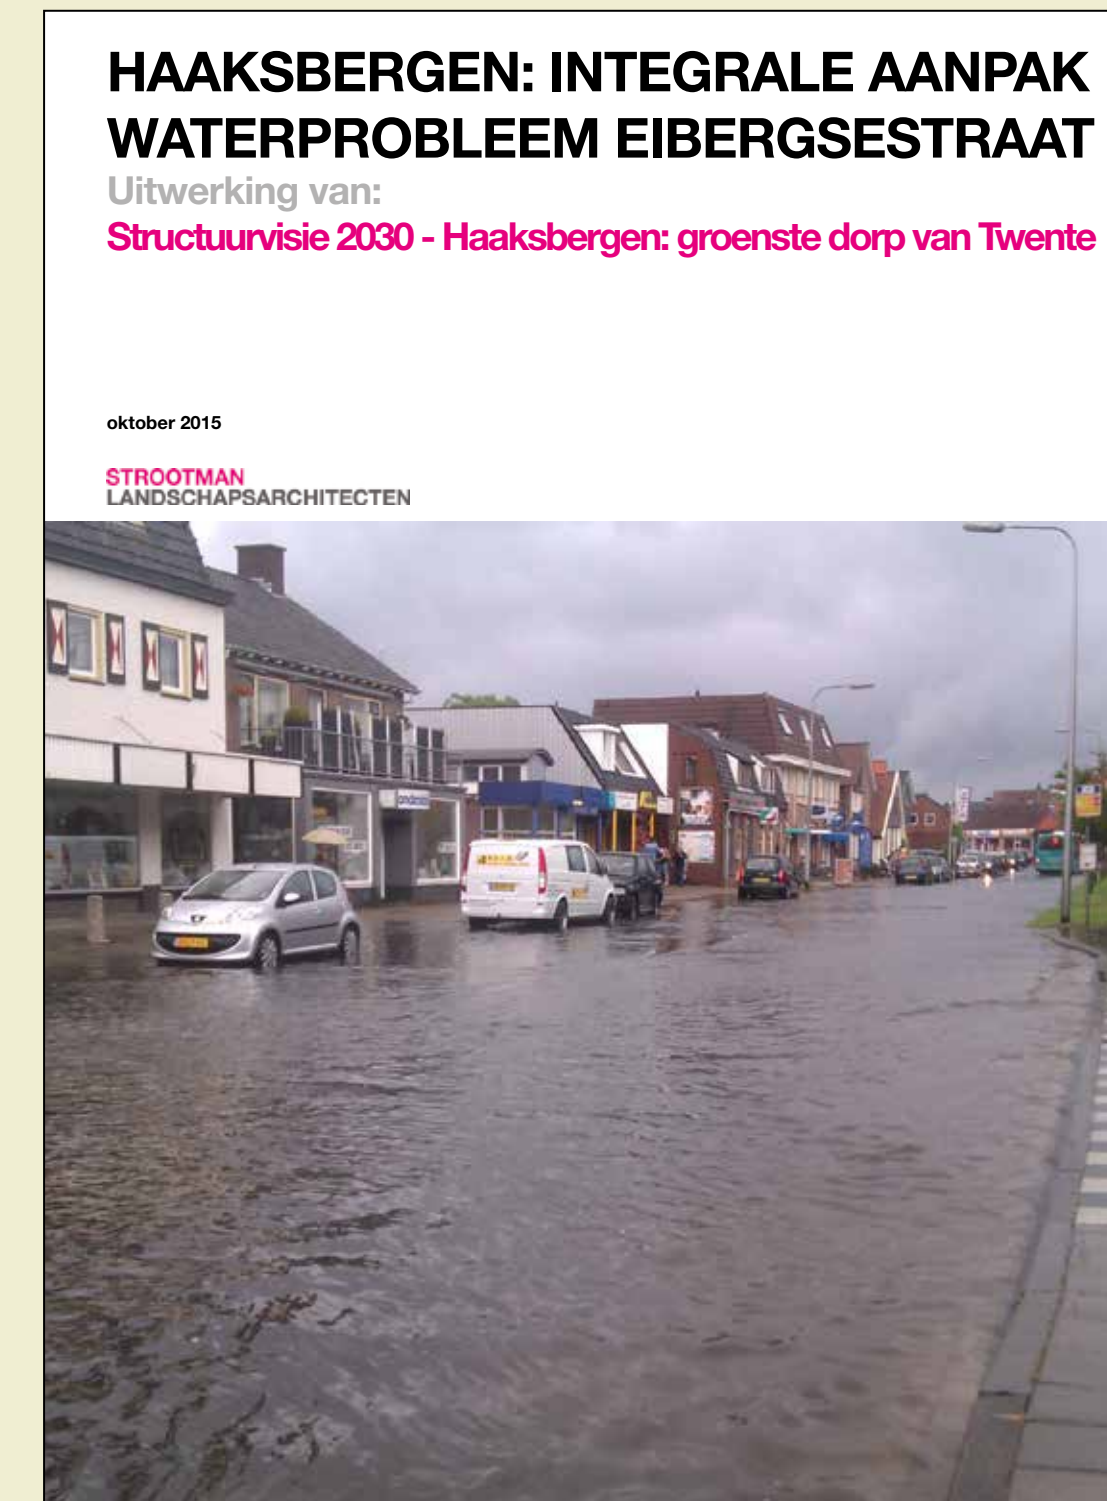 HAAKSBERGEN: INTEGRALE AANPAK
WATERPROBLEEM EIBERGSESTRAAT
Uitwerking van:
Structuurvisie 2030 - Haaksbergen: groenste dorp van Twente
oktober 2015
STROOTMAN
LANDSCHAPSARCHITECTEN